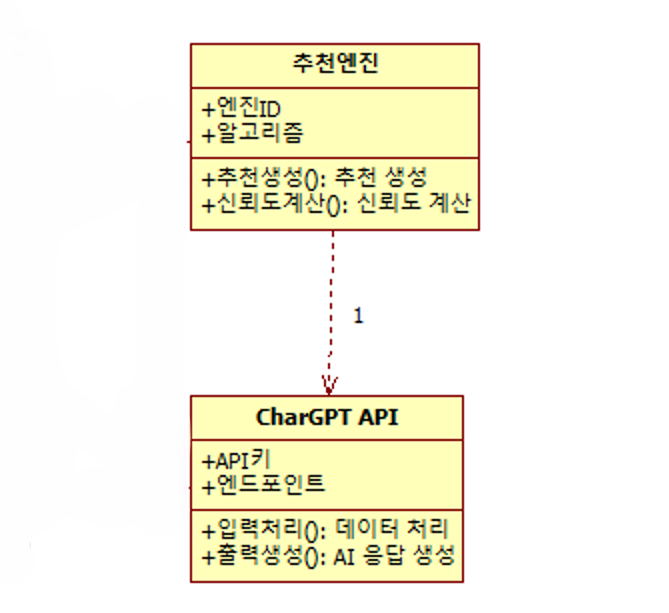 추천엔진
+엔진ID
+알고리즘
+추천생성(): 추천 생성
+신뢰도계산(): 신뢰도 계산
1
CharGPT API
+API키
+엔드포인트
+입력처리(): 데이터 처리
+출력생성(): AI 응답 생성